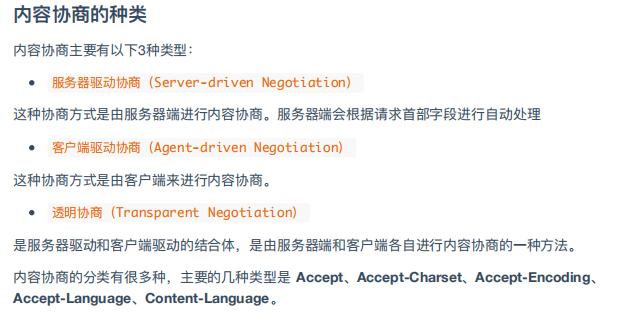 内容协商的种类
内容协商主要有以下3种类型：
• 服务器驱动协商（Server-driven Negotiation）
这种协商方式是由服务器端进行内容协商。服务器端会根据请求首部字段进行自动处理
• 客户端驱动协商（Agent-driven Negotiation）
这种协商方式是由客户端来进行内容协商。
• 透明协商（Transparent Negotiation）
是服务器驱动和客户端驱动的结合体，是由服务器端和客户端各自进行内容协商的一种方法。
内容协商的分类有很多种，主要的几种类型是 Accept、Accept-Charset、Accept-Encoding、
Accept-Language、Content-Language。